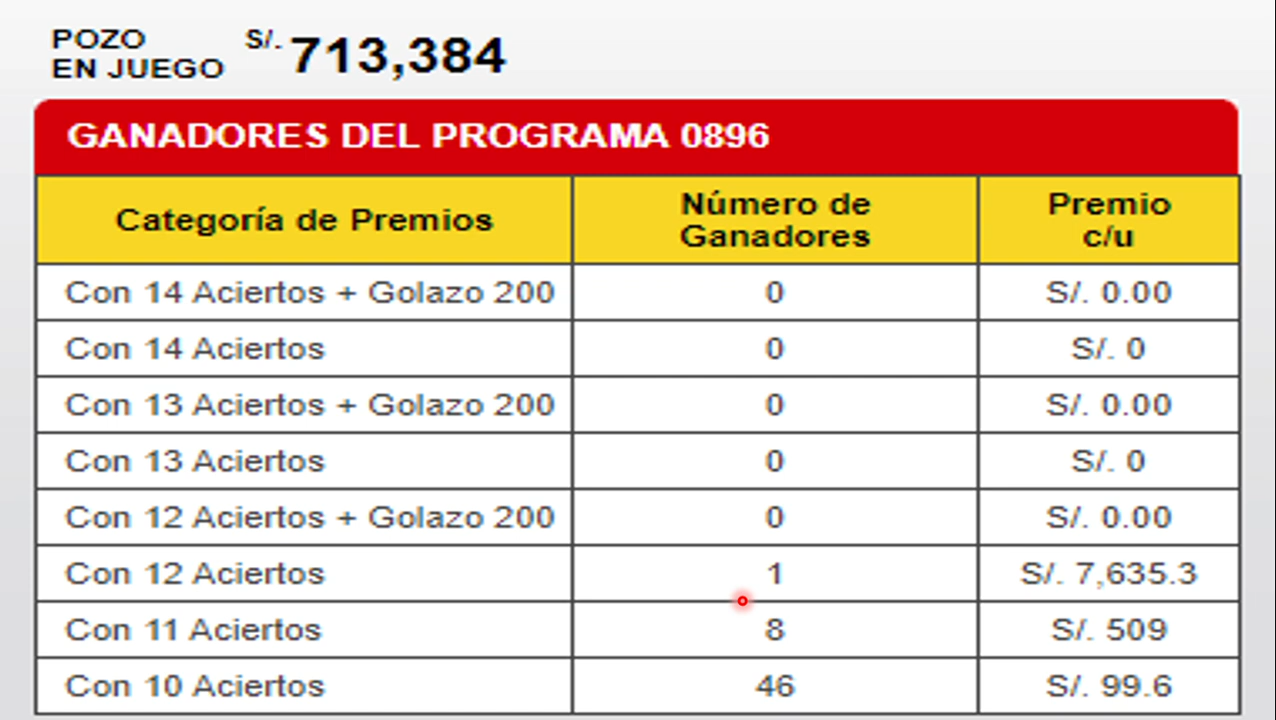 POZO
EN JUEGO S/. 713,384
GANADORES DEL PROGRAMA 0896
Categoría de Premios Número de Ganadores Premio c/u
Con 14 Aciertos + Golazo 200 0 S/. 0.00
Con 14 Aciertos 0 S/. 0
Con 13 Aciertos + Golazo 200 0 S/. 0.00
Con 13 Aciertos 0 S/. 0
Con 12 Aciertos + Golazo 200 0 S/. 0.00
Con 12 Aciertos 1 S/. 7,635.3
Con 11 Aciertos 8 S/. 509
Con 10 Aciertos 46 S/. 99.6